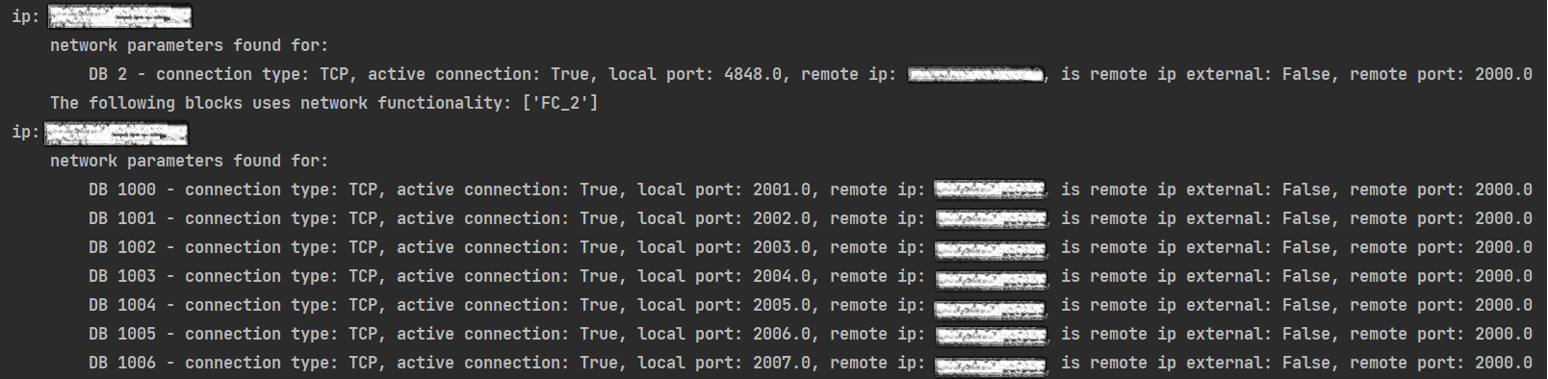 ip:
network parameters found for:
DB 2 - connection type: TCP, active connection: True, local port: 4848.0, remote ip: , is remote ip external: False, remote port: 2000.0
The following blocks uses network functionality: ['FC_2']
ip:
network parameters found for:
DB 1000 - connection type: TCP, active connection: True, local port: 2001.0, remote ip: , is remote ip external: False, remote port: 2000.0
DB 1001 - connection type: TCP, active connection: True, local port: 2002.0, remote ip: , is remote ip external: False, remote port: 2000.0
DB 1002 - connection type: TCP, active connection: True, local port: 2003.0, remote ip: , is remote ip external: False, remote port: 2000.0
DB 1003 - connection type: TCP, active connection: True, local port: 2004.0, remote ip: , is remote ip external: False, remote port: 2000.0
DB 1004 - connection type: TCP, active connection: True, local port: 2005.0, remote ip: , is remote ip external: False, remote port: 2000.0
DB 1005 - connection type: TCP, active connection: True, local port: 2006.0, remote ip: , is remote ip external: False, remote port: 2000.0
DB 1006 - connection type: TCP, active connection: True, local port: 2007.0, remote ip: , is remote ip external: False, remote port: 2000.0